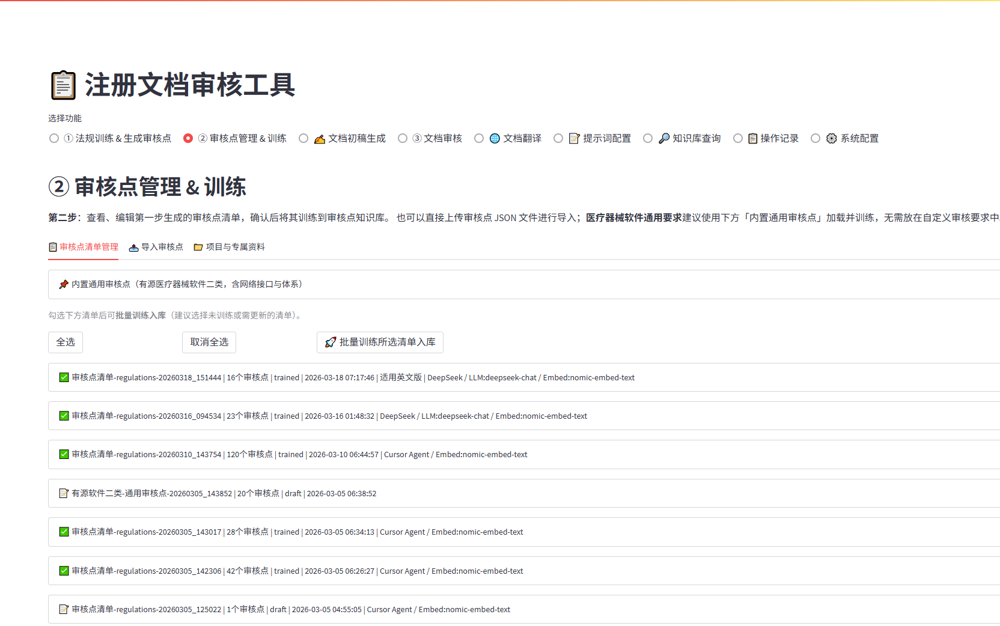 注册文档审核工具
选择功能
① 法规训练 & 生成审核点 ② 审核点管理 & 训练 文档初稿生成 ③ 文档审核 文档翻译 提示词配置 知识库查询 操作记录 系统配置
② 审核点管理 & 训练
第二步：查看、编辑第一步生成的审核点清单，确认后将其训练到审核点知识库。 也可以直接上传审核点 JSON 文件进行导入；医疗器械软件通用要求建议使用下方「内置通用审核点」加载并训练，无需放在自定义审核要求中
审核点清单管理 导入审核点 项目与专属资料
内置通用审核点（有源医疗器械软件二类，含网络接口与体系）
勾选下方清单后可批量训练入库（建议选择未训练或需更新的清单）。
全选 取消全选 批量训练所选清单入库
审核点清单-regulations-20260318_151444 | 16个审核点 | trained | 2026-03-18 07:17:46 | 适用英文版 | DeepSeek / LLM:deepseek-chat / Embed:nomic-embed-text
审核点清单-regulations-20260316_094534 | 23个审核点 | trained | 2026-03-16 01:48:32 | DeepSeek / LLM:deepseek-chat / Embed:nomic-embed-text
审核点清单-regulations-20260310_143754 | 120个审核点 | trained | 2026-03-10 06:44:57 | Cursor Agent / Embed:nomic-embed-text
有源软件二类-通用审核点-20260305_143852 | 20个审核点 | draft | 2026-03-05 06:38:52
审核点清单-regulations-20260305_143017 | 28个审核点 | trained | 2026-03-05 06:34:13 | Cursor Agent / Embed:nomic-embed-text
审核点清单-regulations-20260305_142306 | 42个审核点 | trained | 2026-03-05 06:26:27 | Cursor Agent / Embed:nomic-embed-text
审核点清单-regulations-20260305_125022 | 1个审核点 | draft | 2026-03-05 04:55:05 | Cursor Agent / Embed:nomic-embed-text